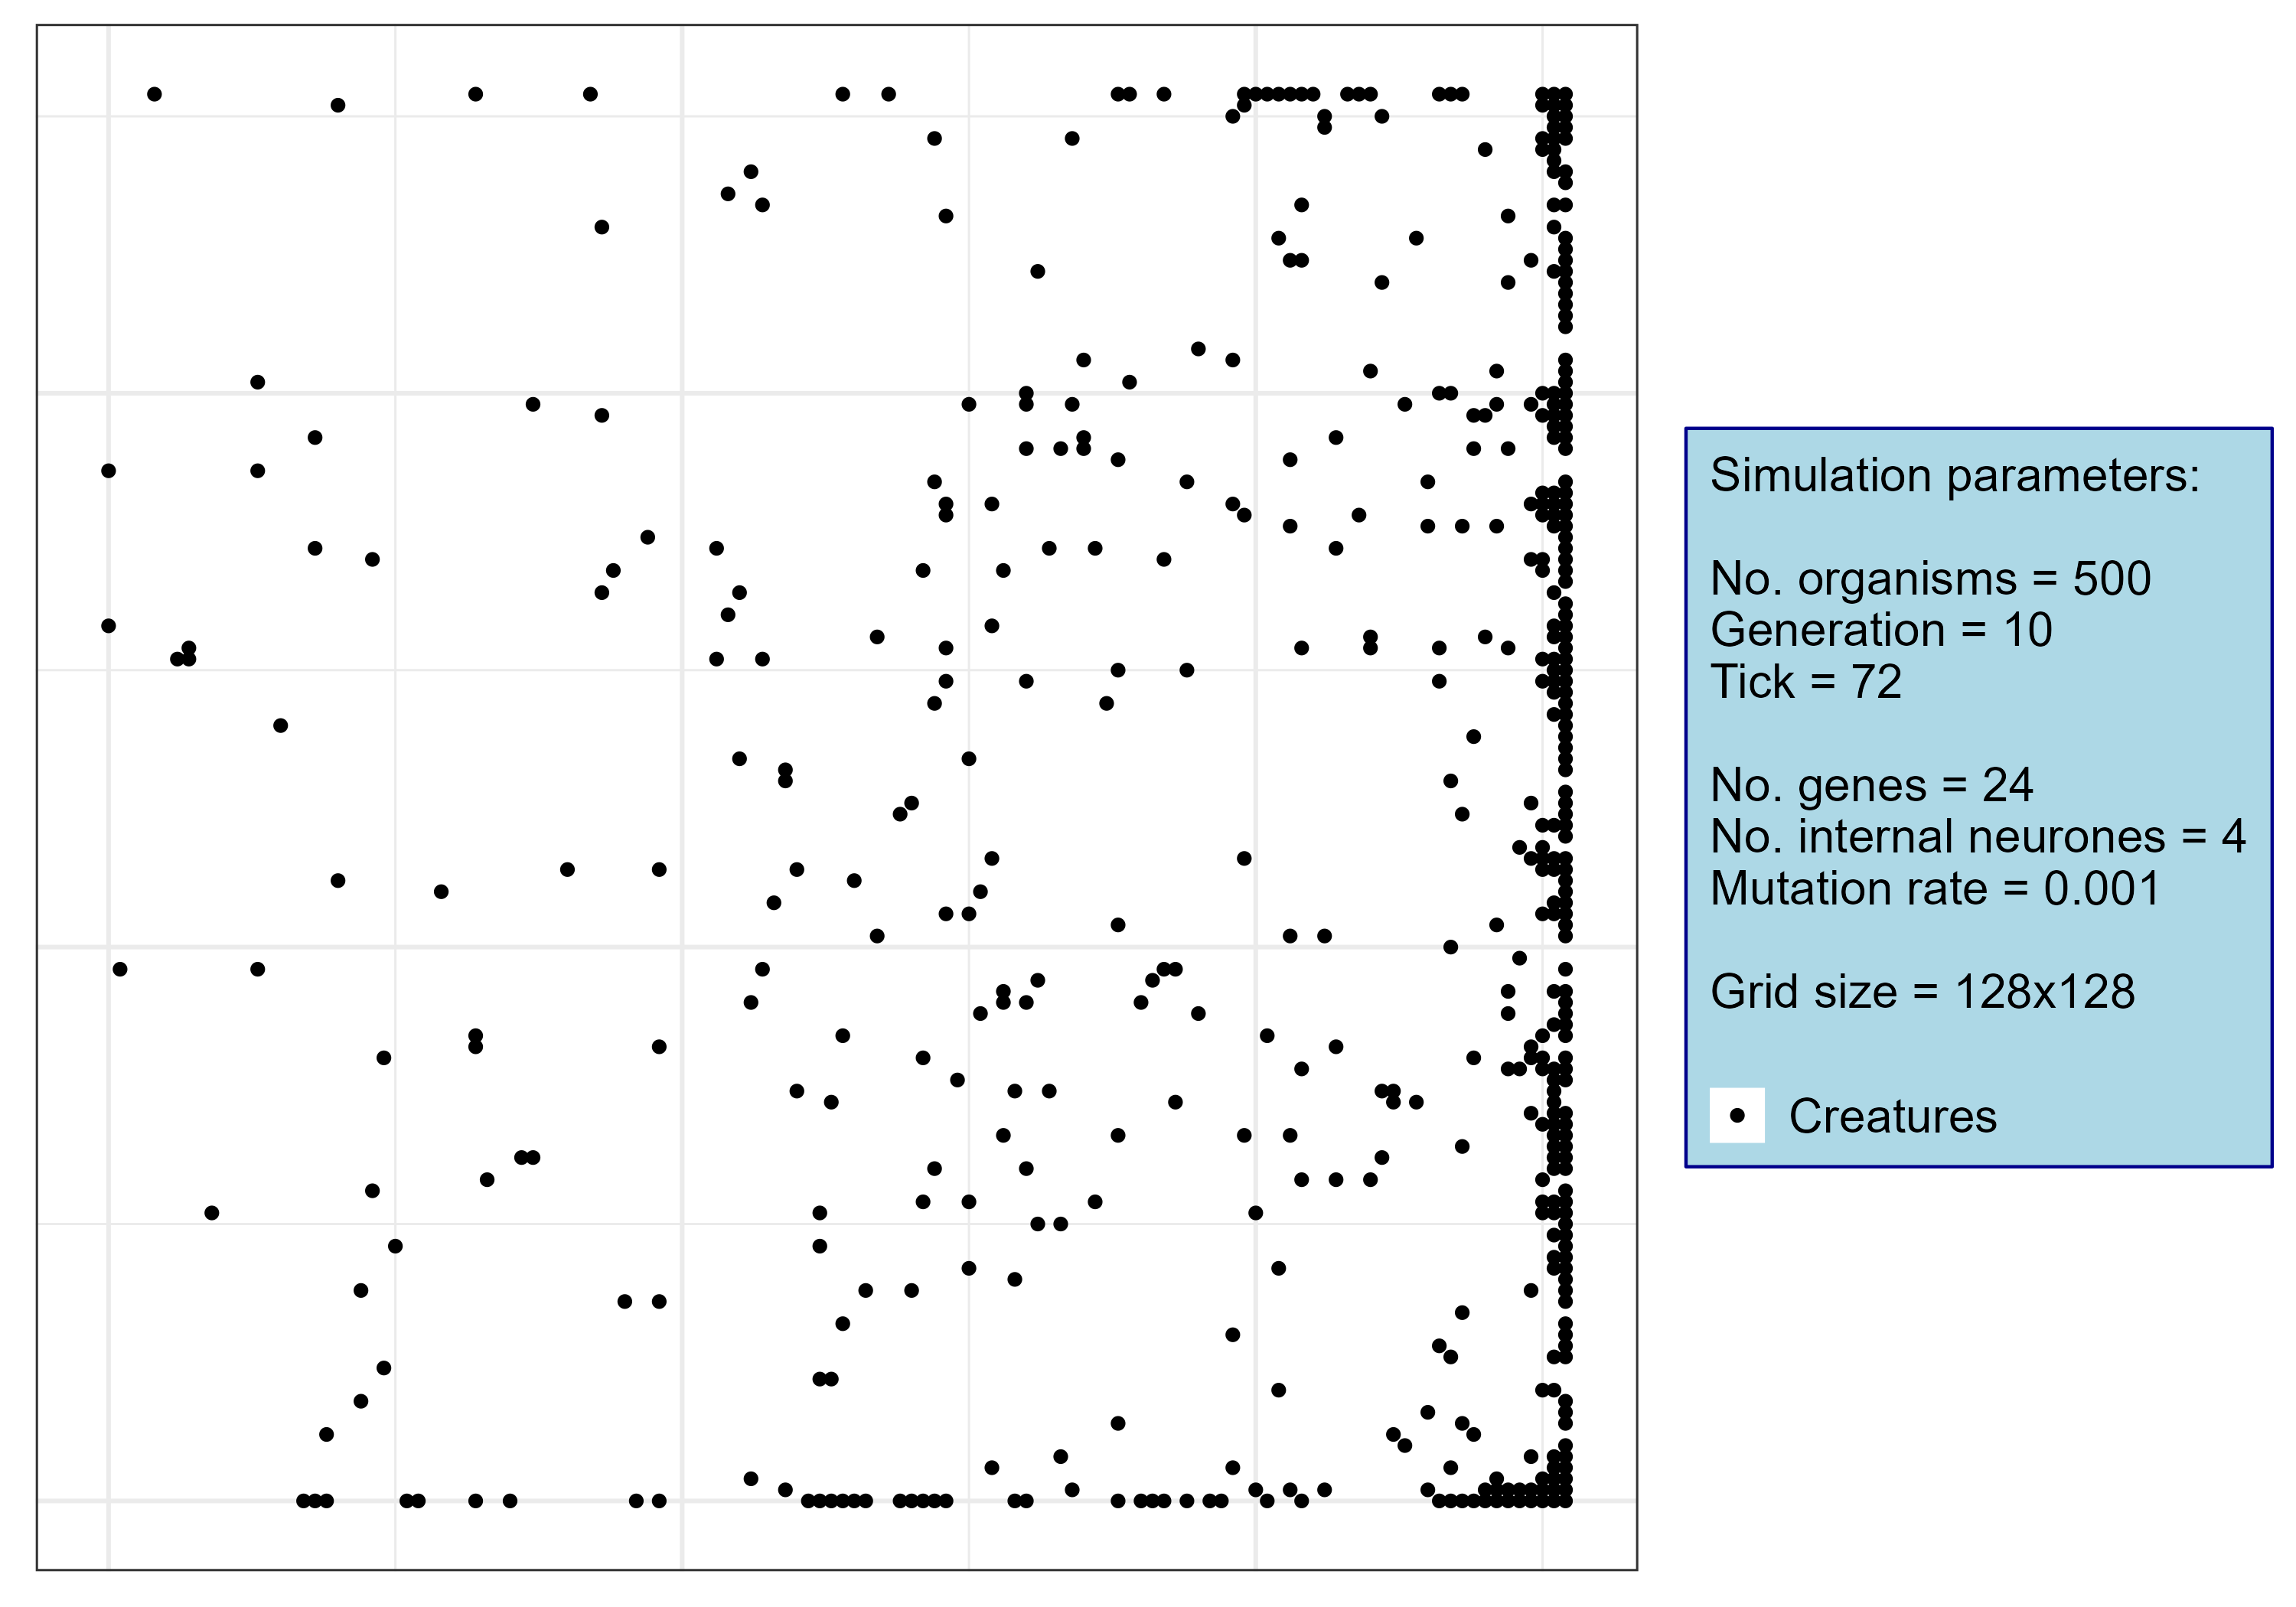 Simulation parameters:
No. organisms = 500
Generation = 10
Tick = 72
No. genes = 24
No. internal neurones = 4
Mutation rate = 0.001
Grid size = 128x128
Creatures